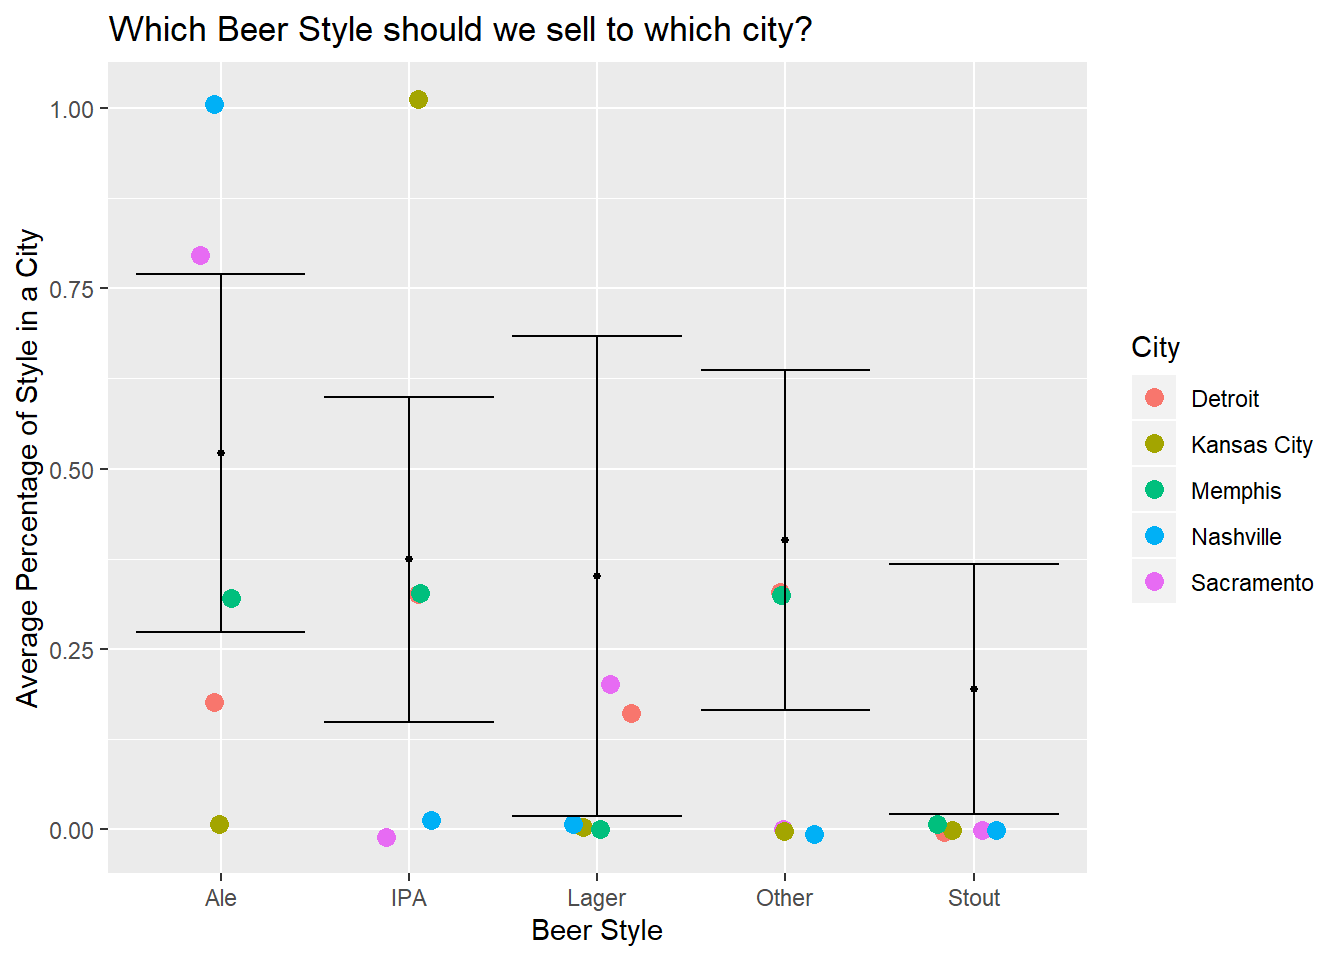 Which Beer Style should we sell to which city?
Average Percentage of Style in a City
1.00
0.75
0.50
0.25
0.00
Ale IPA Lager Other Stout
Beer Style
City
Detroit
Kansas City
Memphis
Nashville
Sacramento